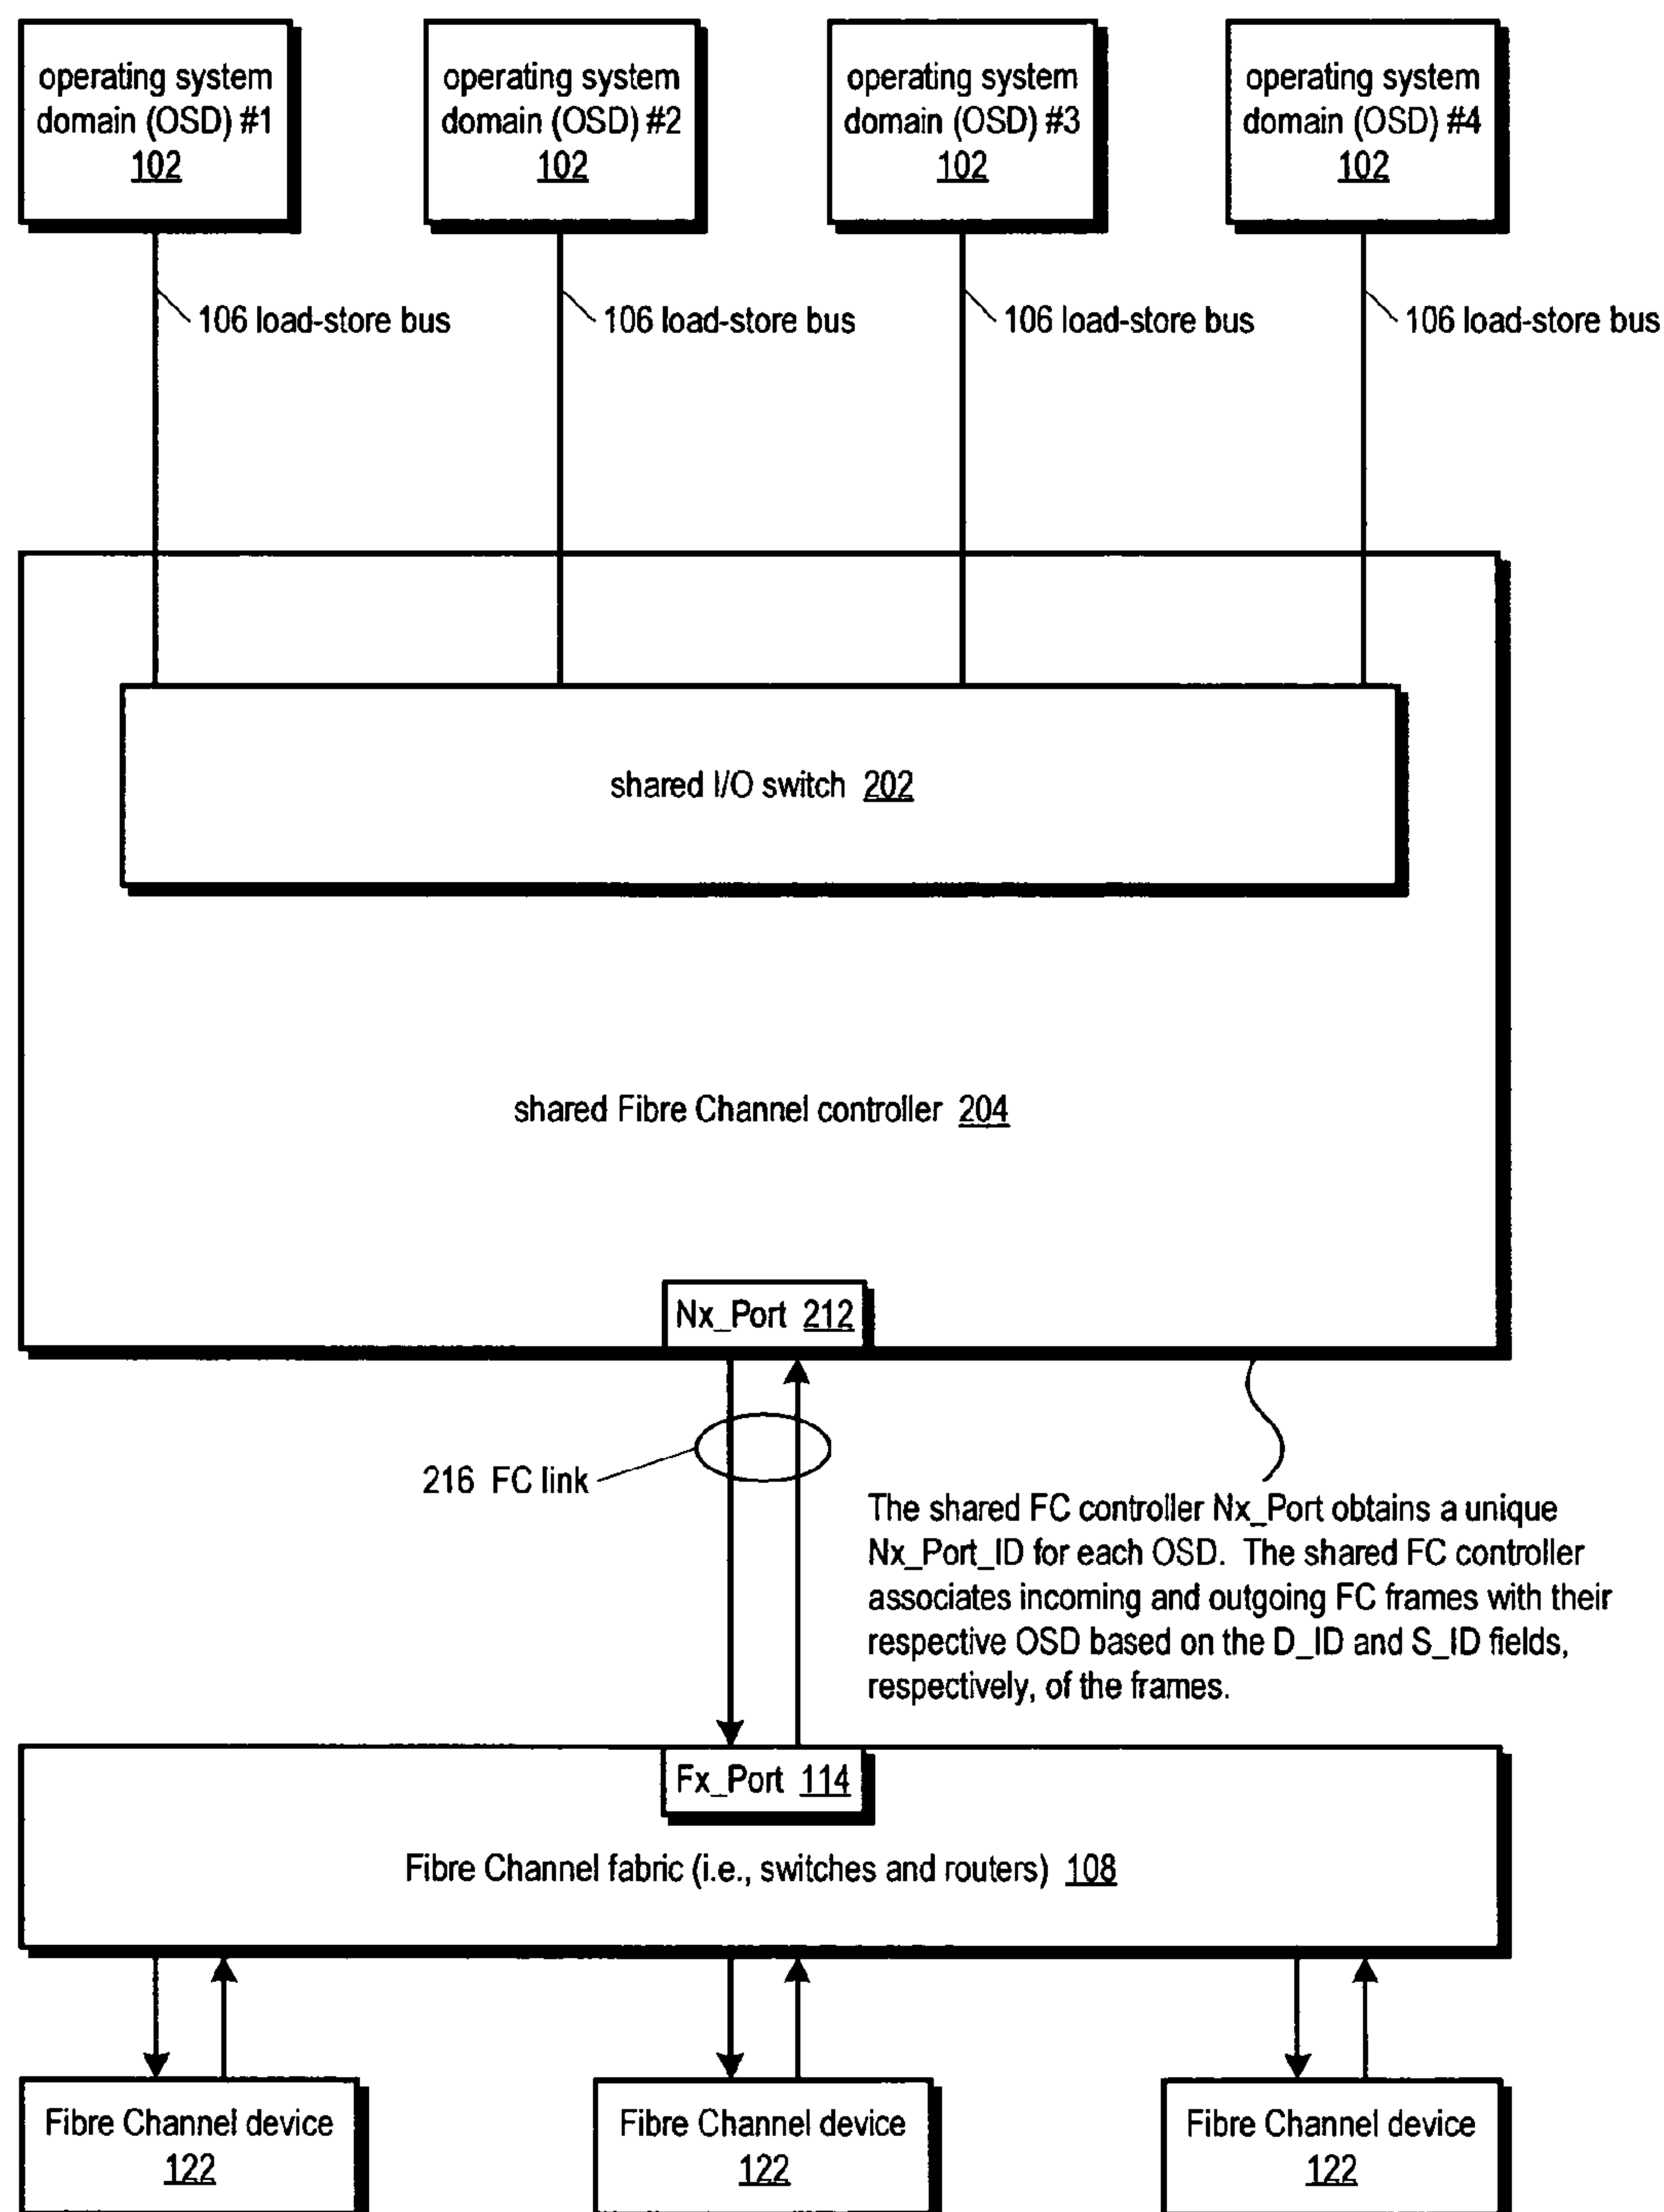 operating system
domain (OSD) #1
102
operating system
domain (OSD) #2
102
operating system
domain (OSD) #3
102
operating system
domain (OSD) #4
102
106 load-store bus
106 load-store bus
106 load-store bus
106 load-store bus
shared I/O switch 202
shared Fibre Channel controller 204
Nx_Port 212
216 FC link
The shared FC controller Nx_Port obtains a unique
Nx_Port_ID for each OSD. The shared FC controller
associates incoming and outgoing FC frames with their
respective OSD based on the D_ID and S_ID fields,
respectively, of the frames.
Fx_Port 114
Fibre Channel fabric (i.e., switches and routers) 108
Fibre Channel device
122
Fibre Channel device
122
Fibre Channel device
122